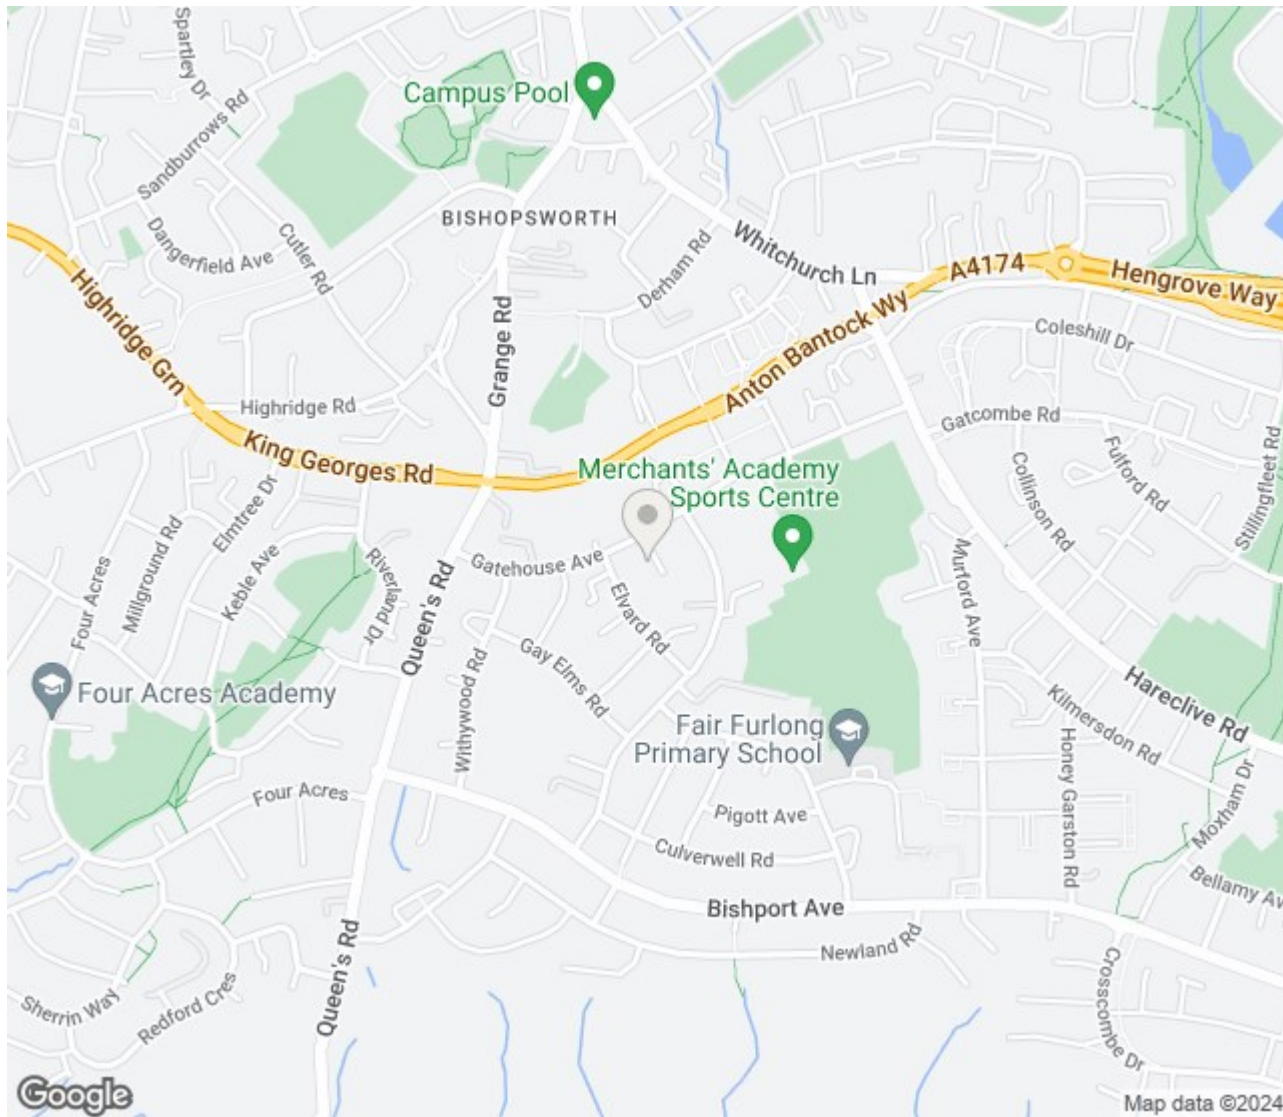 Spartley Dr
Campus Pool
Sandburrows Rd
BISHOPSWORTH
Dangerfield Ave
Cutler Rd
Derham Rd
Whitchurch Ln
A4174
Hengrove Way
Highridge Grn
Grange Rd
Anton Bantock Wy
Coleshill Dr
Highridge Rd
Gatcombe Rd
King Georges Rd
Merchants' Academy
Sports Centre
Fulford Rd
Collinson Rd
Stillingfleet Rd
Elmtree Dr
Millground Rd
Keble Ave
Four Acres
Riverland Dr
Queen's Rd
Gatehouse Ave
Elvard Rd
Murford Ave
Gay Elms Rd
Withywood Rd
Four Acres Academy
Hareclive Rd
Kilmersdon Rd
Fair Furlong
Primary School
Honey Garston Rd
Moxham Dr
Four Acres
Pigott Ave
Culverwell Rd
Bellamy Av
Bishport Ave
Newland Rd
Queen's Rd
Sherrin Way
Redford Cres
Crosscombe Dr
Google
Map data ©2024